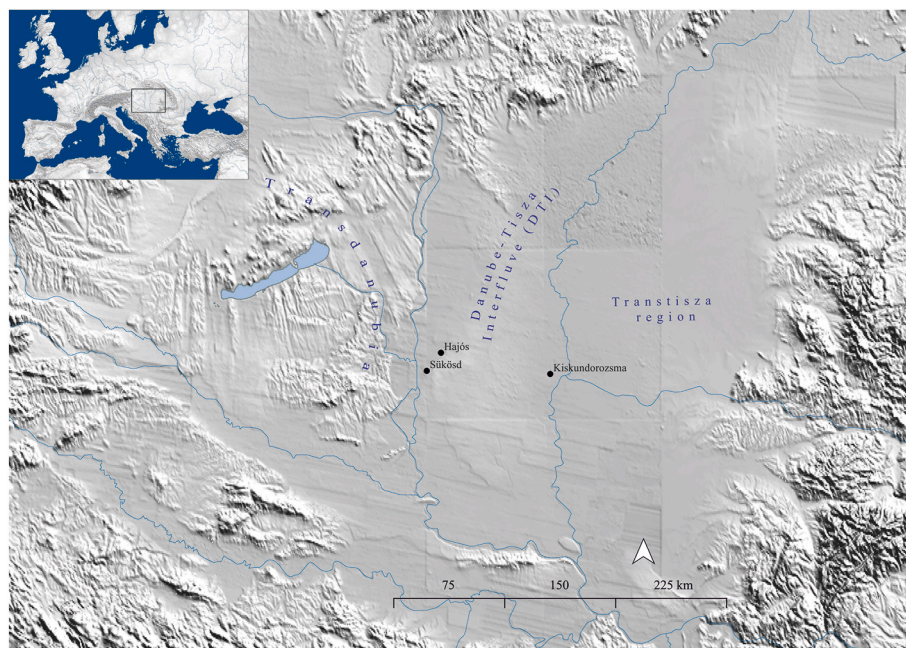 Transdanubia
Danube-Tisza
Interfluve (DTI)
Transtisza
region
Hajós
Sükösd
Kiskundorozsma
75 150 225 km